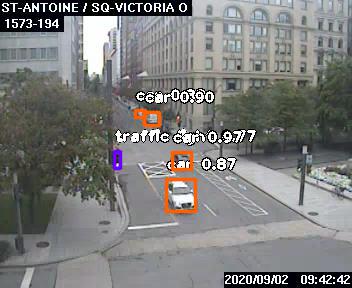 ST-ANTOINE / SQ-VICTORIA O
1573-194
car 0.90
traffic
car 0.97
car 0.87
2020/09/02 09:42:42